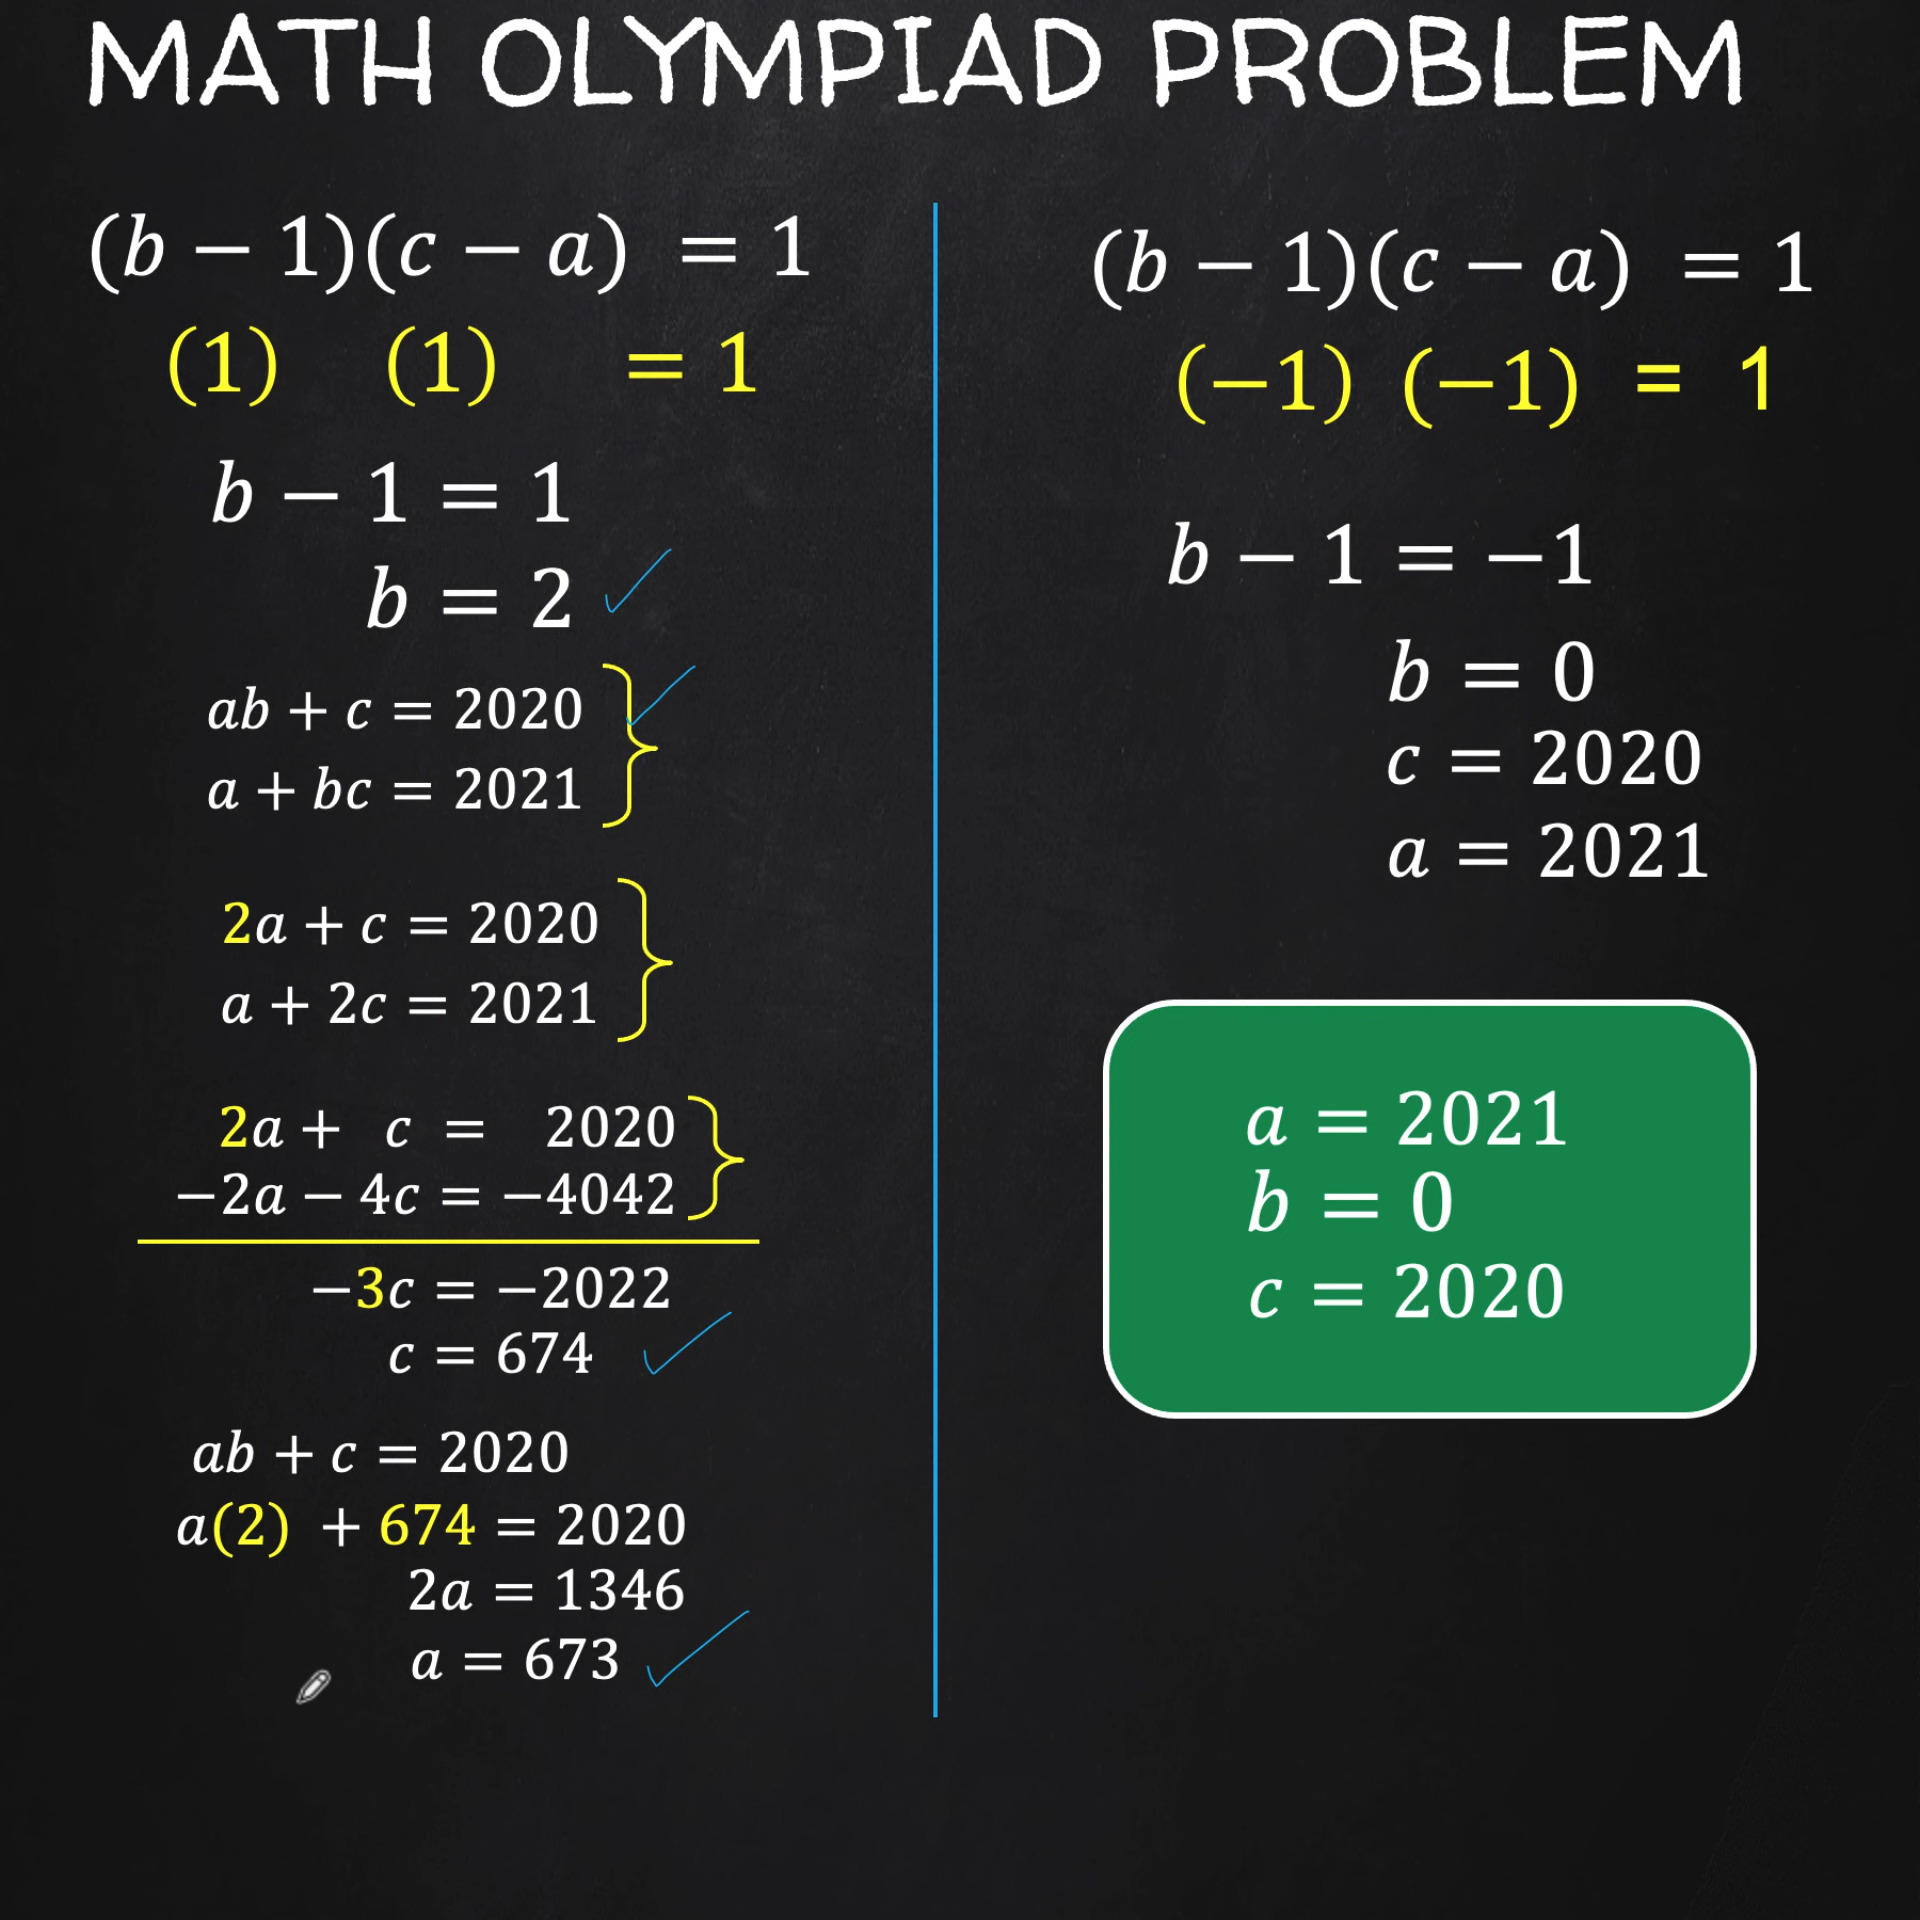 MATH OLYMPIAD PROBLEM
(b − 1)(c − a) = 1
(1) (1) = 1
b − 1 = 1
b = 2
ab + c = 2020
a + bc = 2021
2a + c = 2020
a + 2c = 2021
2a + c = 2020
−2a − 4c = −4042
−3c = −2022
c = 674
ab + c = 2020
a(2) + 674 = 2020
2a = 1346
a = 673
(b − 1)(c − a) = 1
(−1) (−1) = 1
b − 1 = −1
b = 0
c = 2020
a = 2021
a = 2021
b = 0
c = 2020